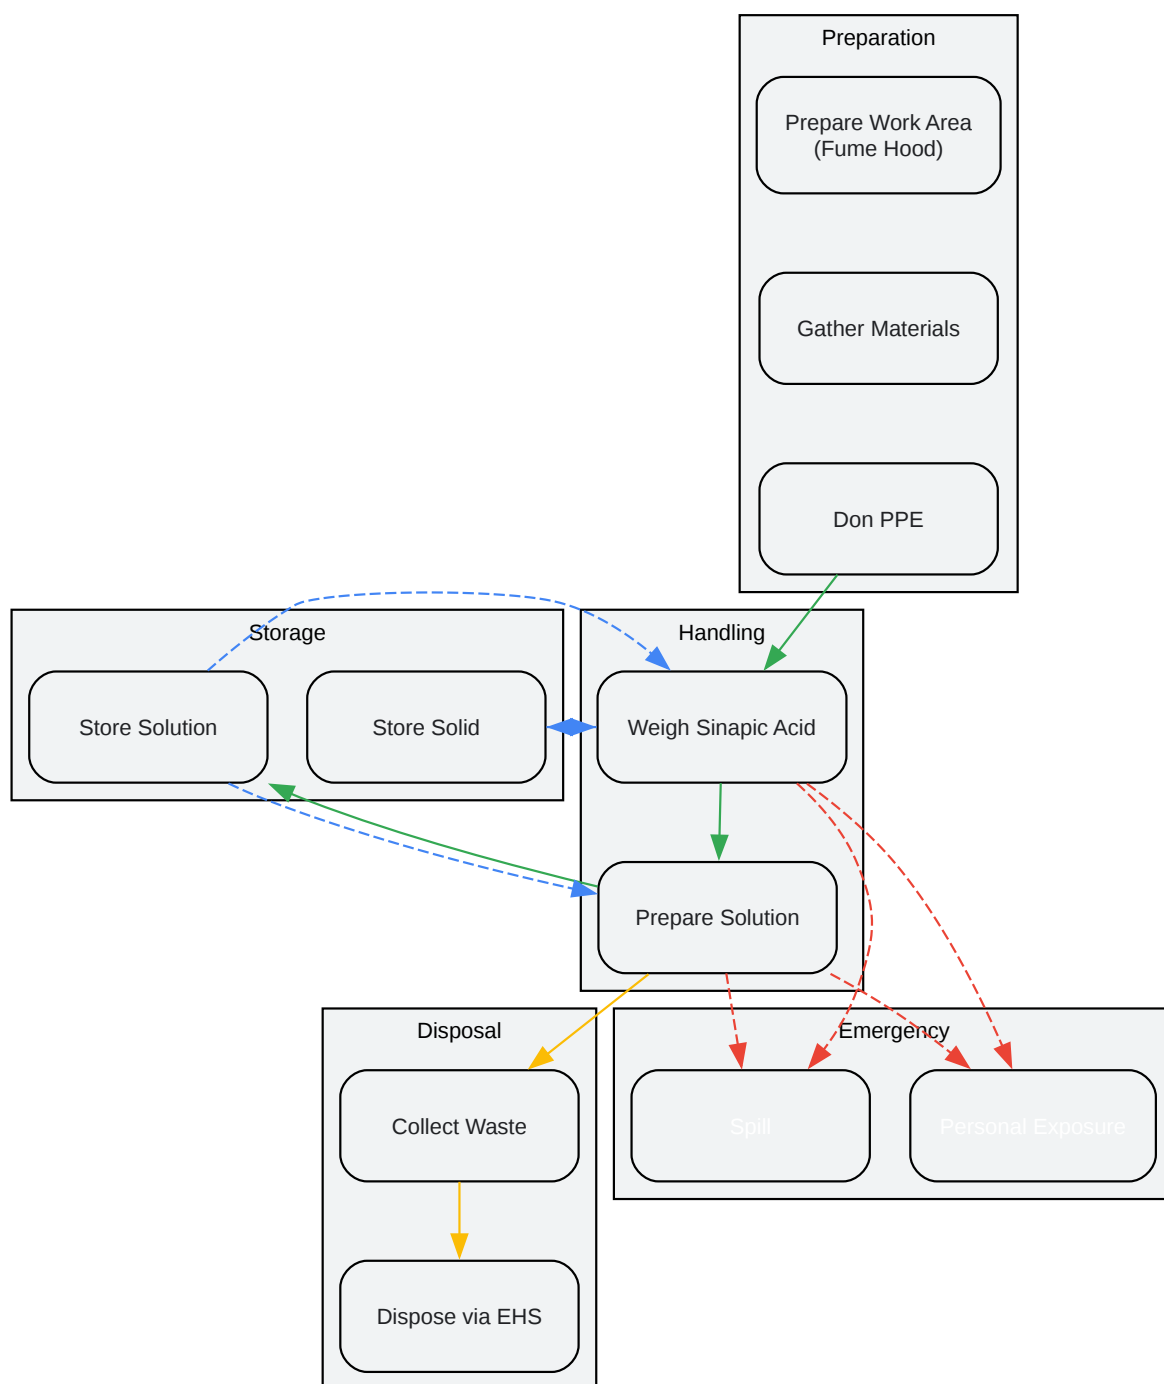 Preparation
Prepare Work Area
(Fume Hood)
Gather Materials
Don PPE
Storage
Store Solution
Store Solid
Handling
Weigh Sinapic Acid
Prepare Solution
Disposal
Collect Waste
Dispose via EHS
Emergency
Spill
Personal Exposure